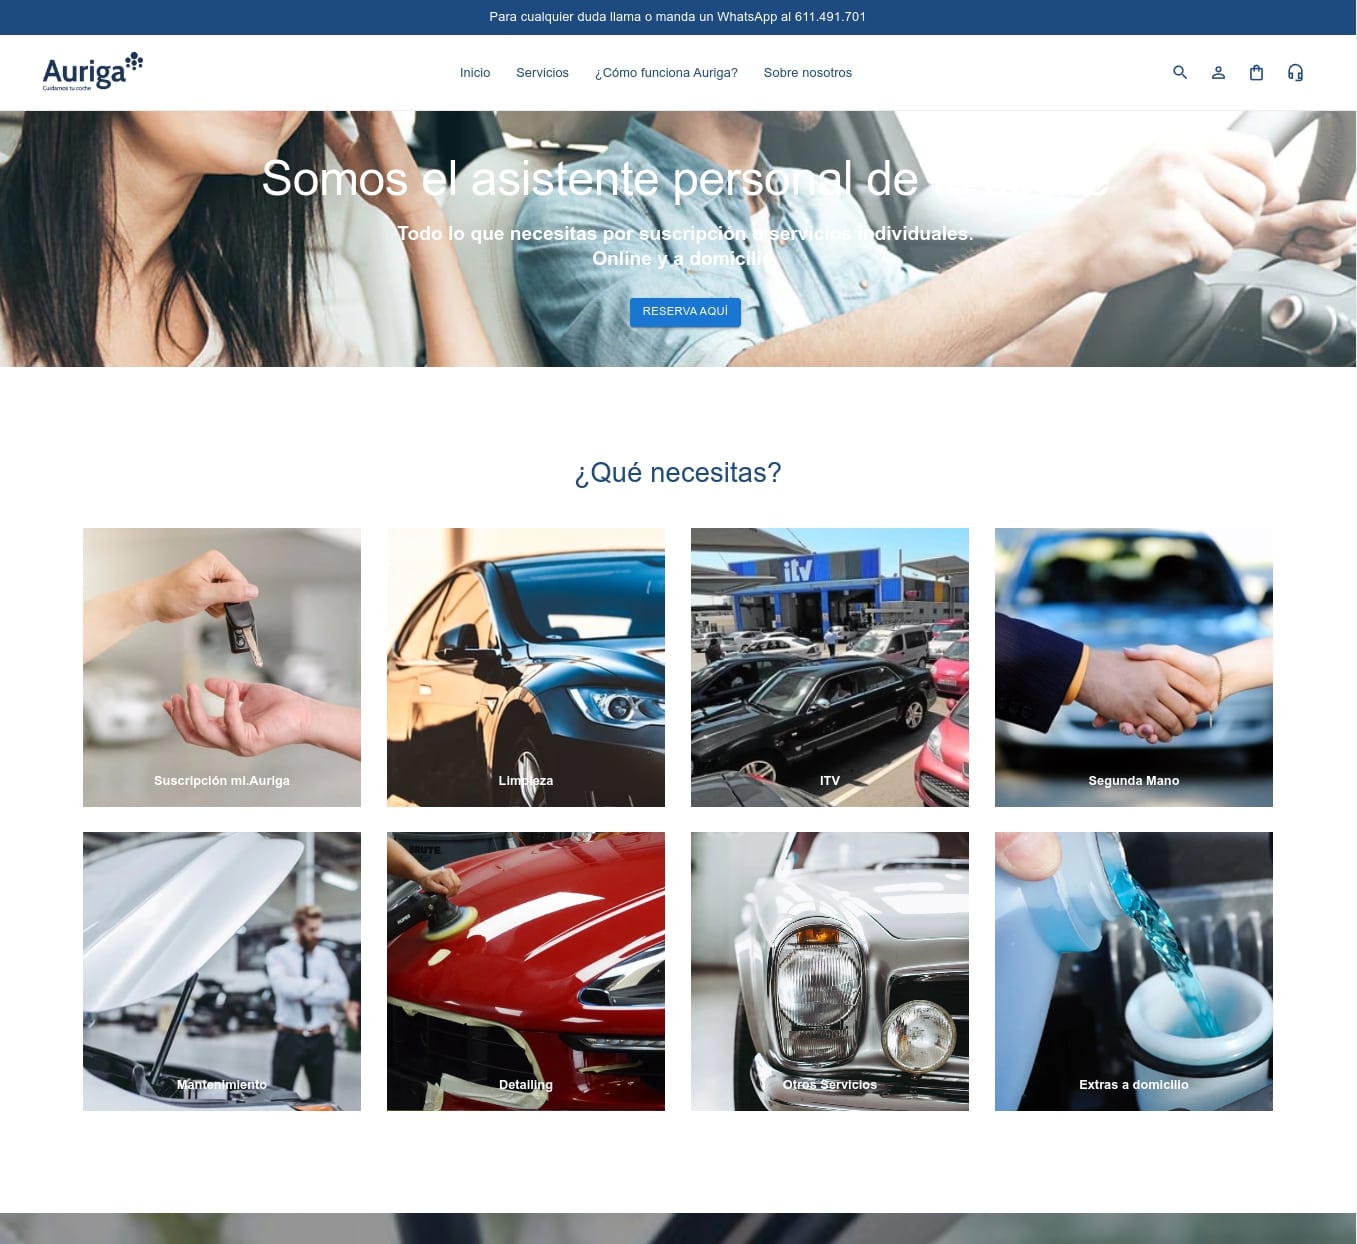 Para cualquier duda llama o manda un WhatsApp al 611.491.701
Auriga
Cuidamos tu coche
Inicio
Servicios
¿Cómo funciona Auriga?
Sobre nosotros
Somos el asistente personal de
Todo lo que necesitas por suscripción o servicios individuales.
Online y a domicilio
RESERVA AQUÍ
¿Qué necesitas?
itv
Suscripción mi.Auriga
Limpieza
ITV
Segunda Mano
BRUTE
Mantenimiento
Detailing
Otros Servicios
Extras a domicilio